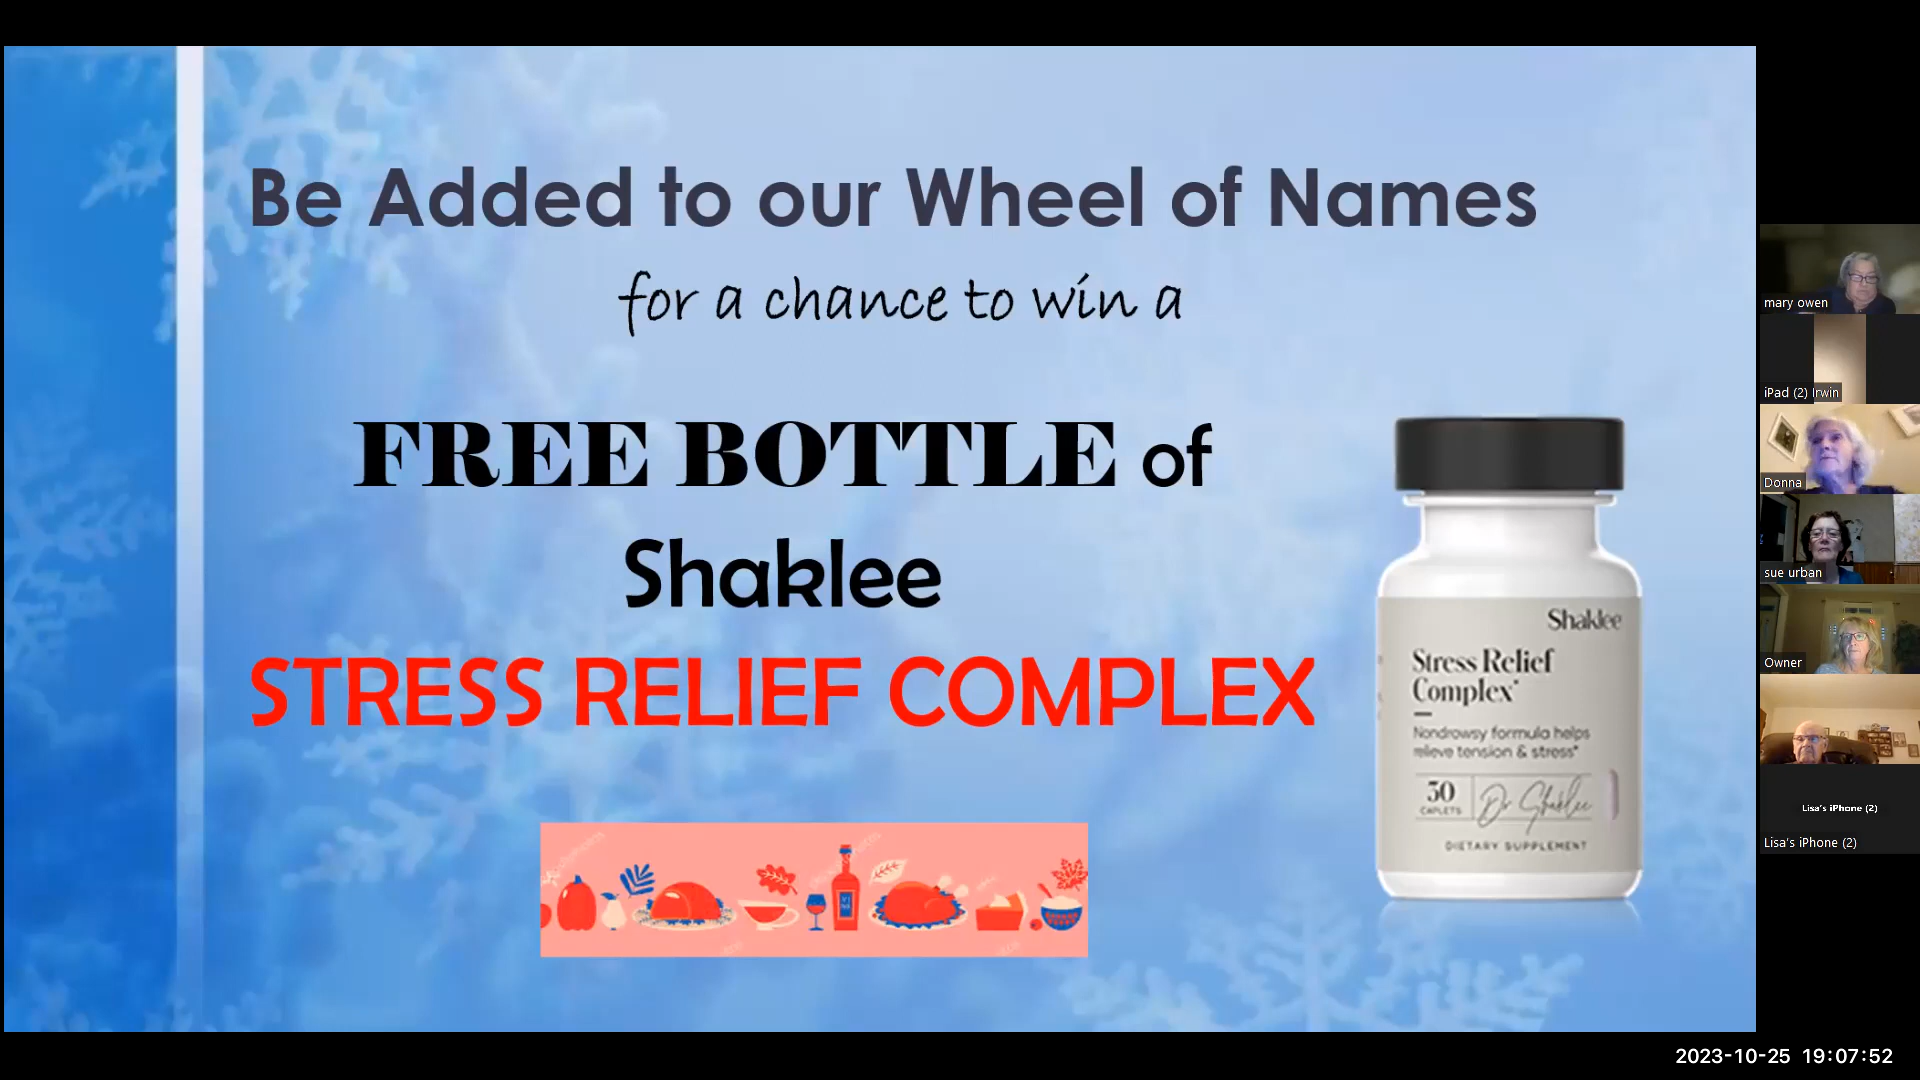 Be Added to our Wheel of Names
for a chance to win a
FREE BOTTLE of
Shaklee
STRESS RELIEF COMPLEX
Shaklee
Stress Relief
Complex*
Nondrowsy formula helps
relieve tension & stress*
30
CAPLETS
Dr Shaklee
DIETARY SUPPLEMENT
mary owen
iPad (2) Irwin
Donna
sue urban
Owner
Lisa's iPhone (2)
Lisa's iPhone (2)
2023-10-25 19:07:52